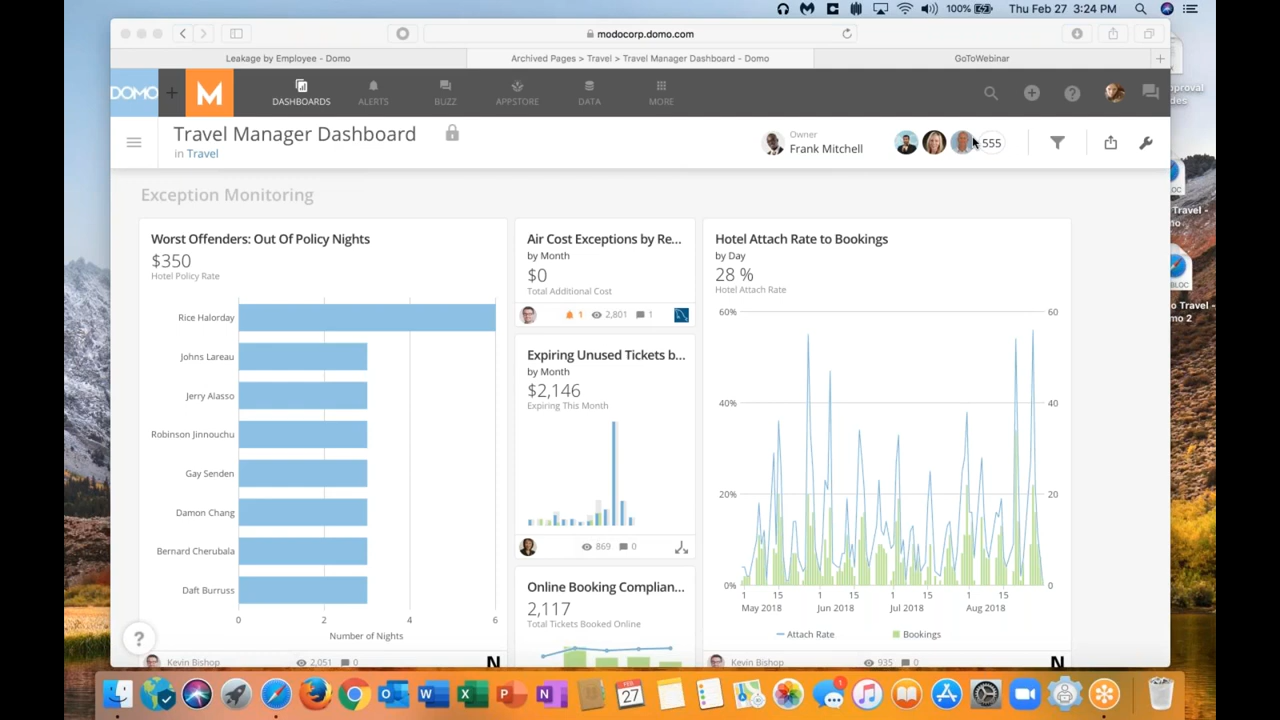 100% Thu Feb 27 3:24 PM
modocorp.domo.com
Leakage by Employee - Domo
Archived Pages > Travel > Travel Manager Dashboard - Domo
GoToWebinar
DOMO
M
DASHBOARDS
ALERTS
BUZZ
APPSTORE
DATA
MORE
Travel Manager Dashboard
in Travel
Owner
Frank Mitchell
555
Exception Monitoring
Worst Offenders: Out Of Policy Nights
$350
Hotel Policy Rate
Rice Halorday
Johns Lareau
Jerry Alasso
Robinson Jinnouchu
Gay Senden
Damon Chang
Bernard Cherubala
Daft Burruss
0 2 4 6
Number of Nights
Kevin Bishop 2,051 0 N
Air Cost Exceptions by Re...
by Month
$0
Total Additional Cost
1 2,801 1
Expiring Unused Tickets b...
by Month
$2,146
Expiring This Month
869 0
Online Booking Complian...
2,117
Total Tickets Booked Online
Hotel Attach Rate to Bookings
by Day
28 %
Hotel Attach Rate
60% 60
40% 40
20% 20
0% 0
1 15 1 15 1 15 1 15
May 2018 Jun 2018 Jul 2018 Aug 2018
Attach Rate Bookings
Kevin Bishop 935 0 N
?
Travel -
Travel -
mo 2
FEB
27
1